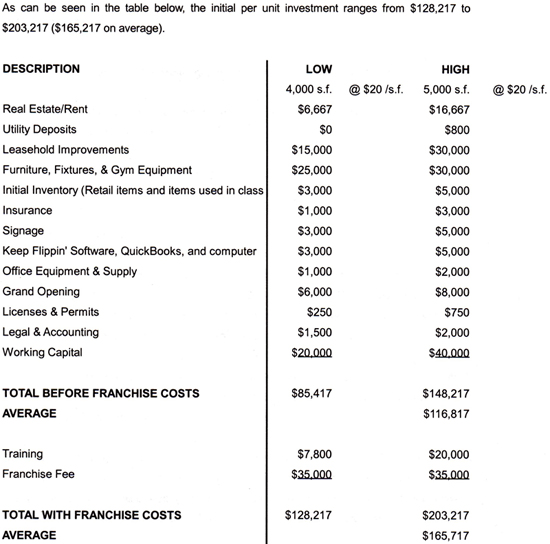 As can be seen in the table below, the initial per unit investment ranges from $128,217 to
$203,217 ($165,217 on average).
DESCRIPTION LOW HIGH
4,000 s.f. @ $20 /s.f. 5,000 s.f. @ $20 /s.f.
Real Estate/Rent $6,667 $16,667
Utility Deposits $0 $800
Leasehold Improvements $15,000 $30,000
Furniture, Fixtures, & Gym Equipment $25,000 $30,000
Initial Inventory (Retail items and items used in class $3,000 $5,000
Insurance $1,000 $3,000
Signage $3,000 $5,000
Keep Flippin' Software, QuickBooks, and computer $3,000 $5,000
Office Equipment & Supply $1,000 $2,000
Grand Opening $6,000 $8,000
Licenses & Permits $250 $750
Legal & Accounting $1,500 $2,000
Working Capital $20,000 $40,000
TOTAL BEFORE FRANCHISE COSTS $85,417 $148,217
AVERAGE $116,817
Training $7,800 $20,000
Franchise Fee $35,000 $35,000
TOTAL WITH FRANCHISE COSTS $128,217 $203,217
AVERAGE $165,717